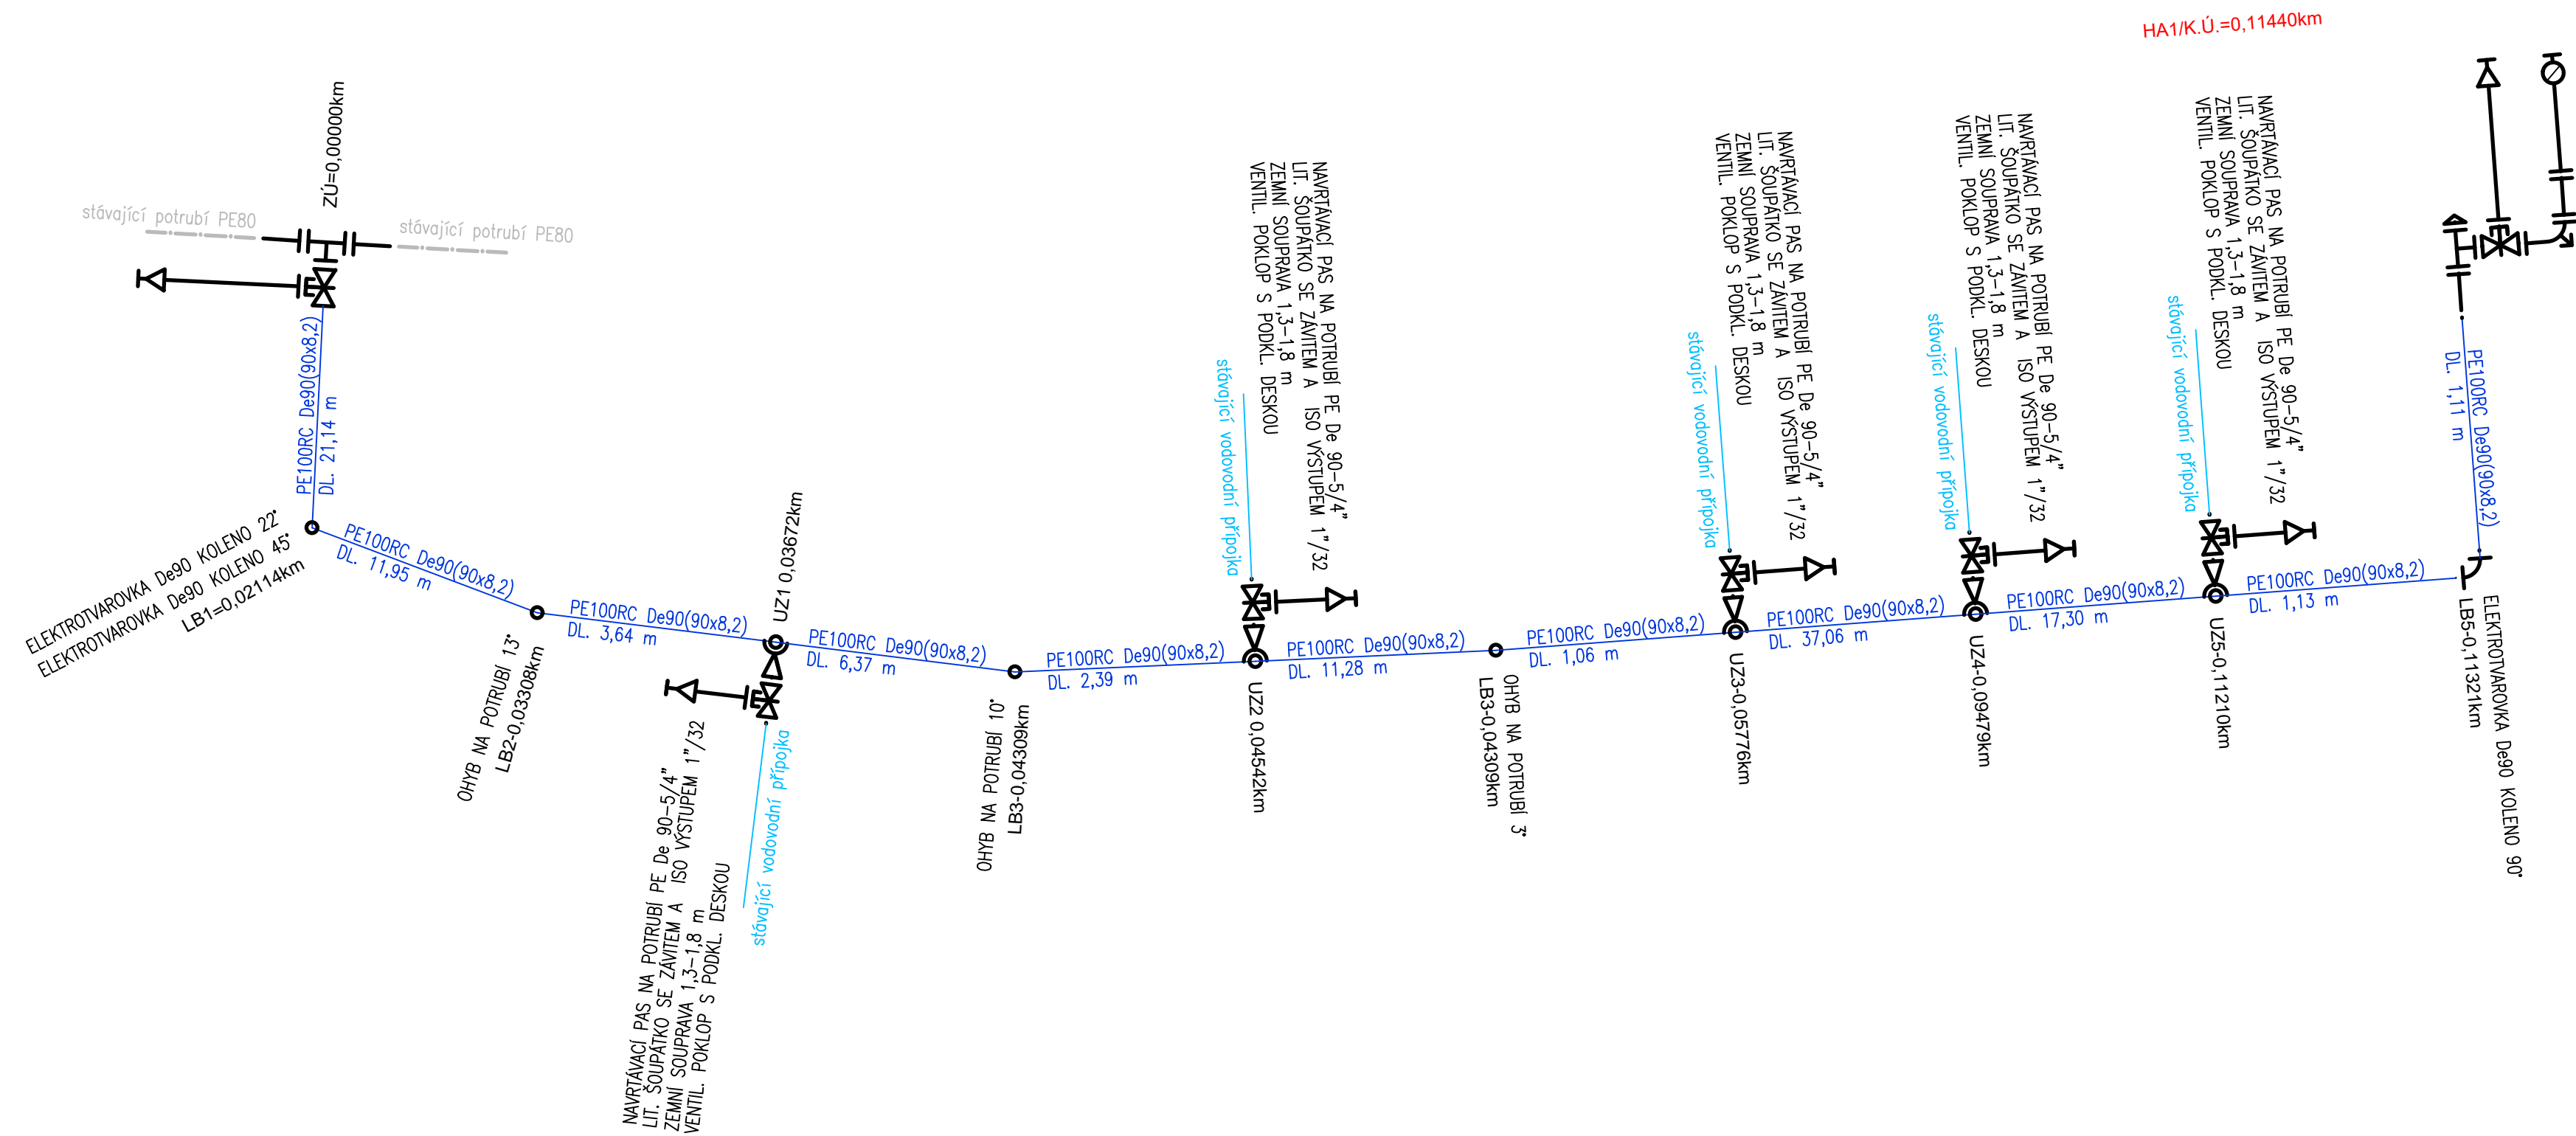 HA1/K.Ú.=0,11440km
ZÚ=0,00000km
stávající potrubí PE80
stávající potrubí PE80
PE100RC De90(90x8,2)
DL. 21,14 m
ELEKTROTVAROVKA De90 KOLENO 22°
ELEKTROTVAROVKA De90 KOLENO 45°
LB1=0,02114km
PE100RC De90(90x8,2)
DL. 11,95 m
OHYB NA POTRUBÍ 13°
LB2-0,03308km
PE100RC De90(90x8,2)
DL. 3,64 m
UZ1 0,03672km
NAVRTÁVACÍ PAS NA POTRUBÍ PE De 90-5/4"
LIT. ŠOUPÁTKO SE ZÁVITEM A ISO VÝSTUPEM 1"/32
ZEMNÍ SOUPRAVA 1,3-1,8 m
VENTIL. POKLOP S PODKL. DESKOU
stávající vodovodní přípojka
PE100RC De90(90x8,2)
DL. 6,37 m
OHYB NA POTRUBÍ 10°
LB3-0,04309km
PE100RC De90(90x8,2)
DL. 2,39 m
NAVRTÁVACÍ PAS NA POTRUBÍ PE De 90-5/4"
LIT. ŠOUPÁTKO SE ZÁVITEM A ISO VÝSTUPEM 1"/32
ZEMNÍ SOUPRAVA 1,3-1,8 m
VENTIL. POKLOP S PODKL. DESKOU
stávající vodovodní přípojka
UZ2 0,04542km
PE100RC De90(90x8,2)
DL. 11,28 m
OHYB NA POTRUBÍ 3°
LB3-0,04309km
PE100RC De90(90x8,2)
DL. 1,06 m
NAVRTÁVACÍ PAS NA POTRUBÍ PE De 90-5/4"
LIT. ŠOUPÁTKO SE ZÁVITEM A ISO VÝSTUPEM 1"/32
ZEMNÍ SOUPRAVA 1,3-1,8 m
VENTIL. POKLOP S PODKL. DESKOU
stávající vodovodní přípojka
UZ3-0,05776km
PE100RC De90(90x8,2)
DL. 37,06 m
NAVRTÁVACÍ PAS NA POTRUBÍ PE De 90-5/4"
LIT. ŠOUPÁTKO SE ZÁVITEM A ISO VÝSTUPEM 1"/32
ZEMNÍ SOUPRAVA 1,3-1,8 m
VENTIL. POKLOP S PODKL. DESKOU
stávající vodovodní přípojka
UZ4-0,09479km
PE100RC De90(90x8,2)
DL. 17,30 m
NAVRTÁVACÍ PAS NA POTRUBÍ PE De 90-5/4"
LIT. ŠOUPÁTKO SE ZÁVITEM A ISO VÝSTUPEM 1"/32
ZEMNÍ SOUPRAVA 1,3-1,8 m
VENTIL. POKLOP S PODKL. DESKOU
stávající vodovodní přípojka
UZ5-0,11210km
PE100RC De90(90x8,2)
DL. 1,13 m
ELEKTROTVAROVKA De90 KOLENO 90°
LB5-0,11321km
PE100RC De90(90x8,2)
DL. 1,11 m